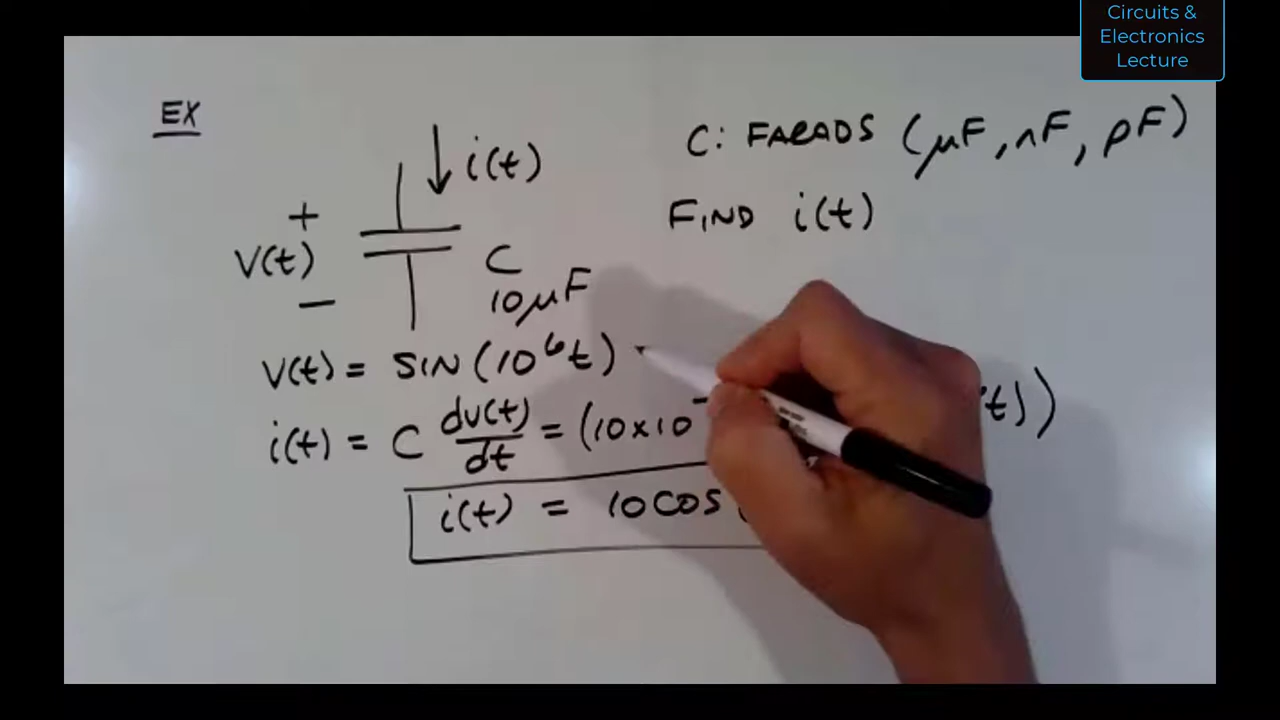 Circuits &
Electronics
Lecture
EX
i(t)
C: FARADS (μF, nF, pF)
FIND i(t)
+
V(t)
−
C
10μF
V(t) = SIN(10⁶t)
i(t) = C dv(t)/dt = (10×10⁻ t))
i(t) = 10COS